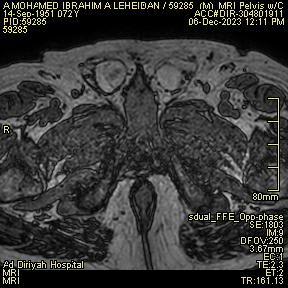 A MOHAMED IBRAHIM A LEHEIDAN / 59285 (M) MRI Pelvis w/C
14-Sep-1951 072Y ACC#DIR-304801911
PID:59285 06-Dec-2023 12:11 PM
59285
R
80mm
sdual_FFE_Opp-phase
SE:1803
IM:9
DFOV:250
3.67mm
EC:1
Ad Diriyah Hospital TE:2.3
MRI ET:2
MRI TR:161.13